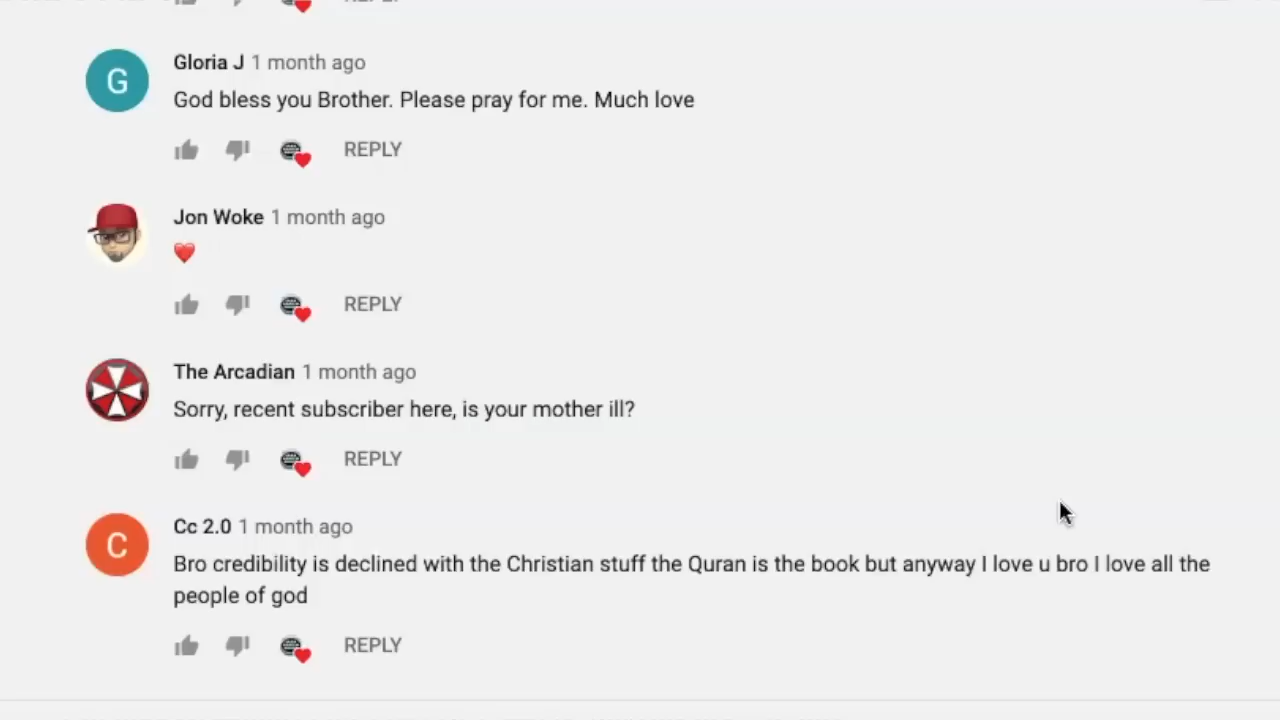 Gloria J 1 month ago
God bless you Brother. Please pray for me. Much love
REPLY
Jon Woke 1 month ago
❤️
REPLY
The Arcadian 1 month ago
Sorry, recent subscriber here, is your mother ill?
REPLY
Cc 2.0 1 month ago
Bro credibility is declined with the Christian stuff the Quran is the book but anyway I love u bro I love all the
people of god
REPLY